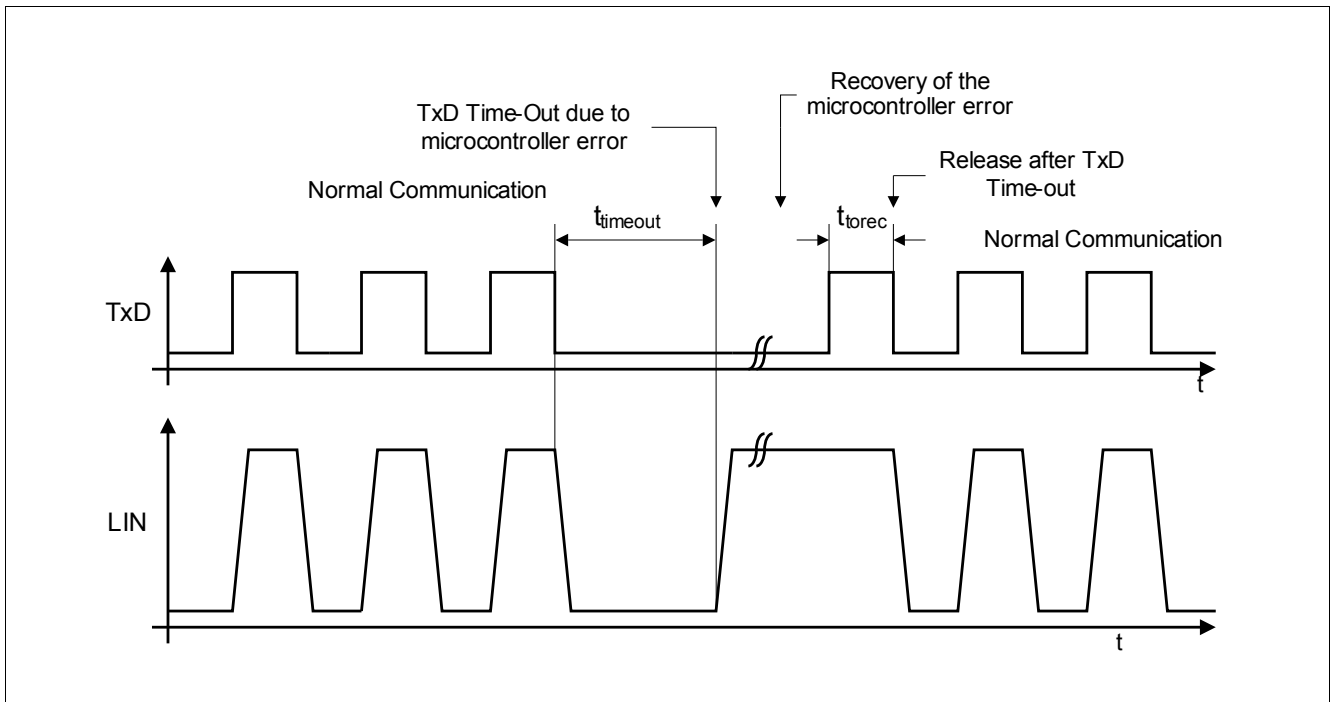 Recovery of the
microcontroller error
TxD Time-Out due to
microcontroller error
Release after TxD
Time-out
Normal Communication
ttimeout
ttorec
Normal Communication
TxD
t
LIN
t